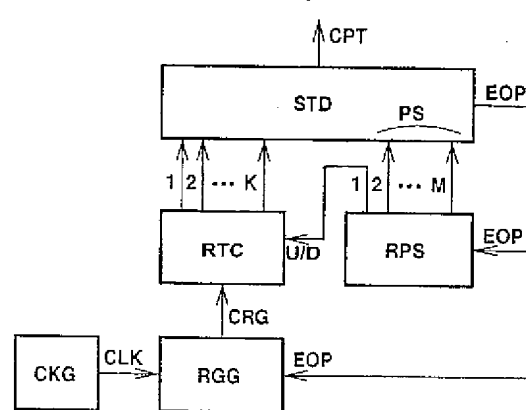 CPT
STD
EOP
PS
1 2 ... K
1 2 ... M
RTC
U/D
RPS
EOP
CRG
CKG
CLK
RGG
EOP